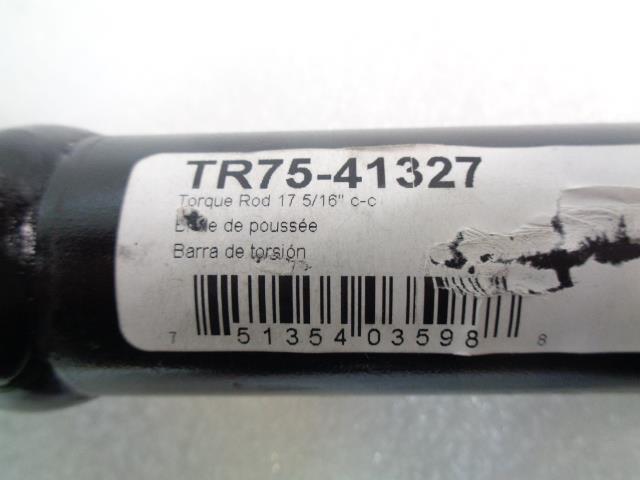 TR75-41327
Torque Rod 17 5/16" c-c
de poussée
Barra de torsión
7 51354 03598 8